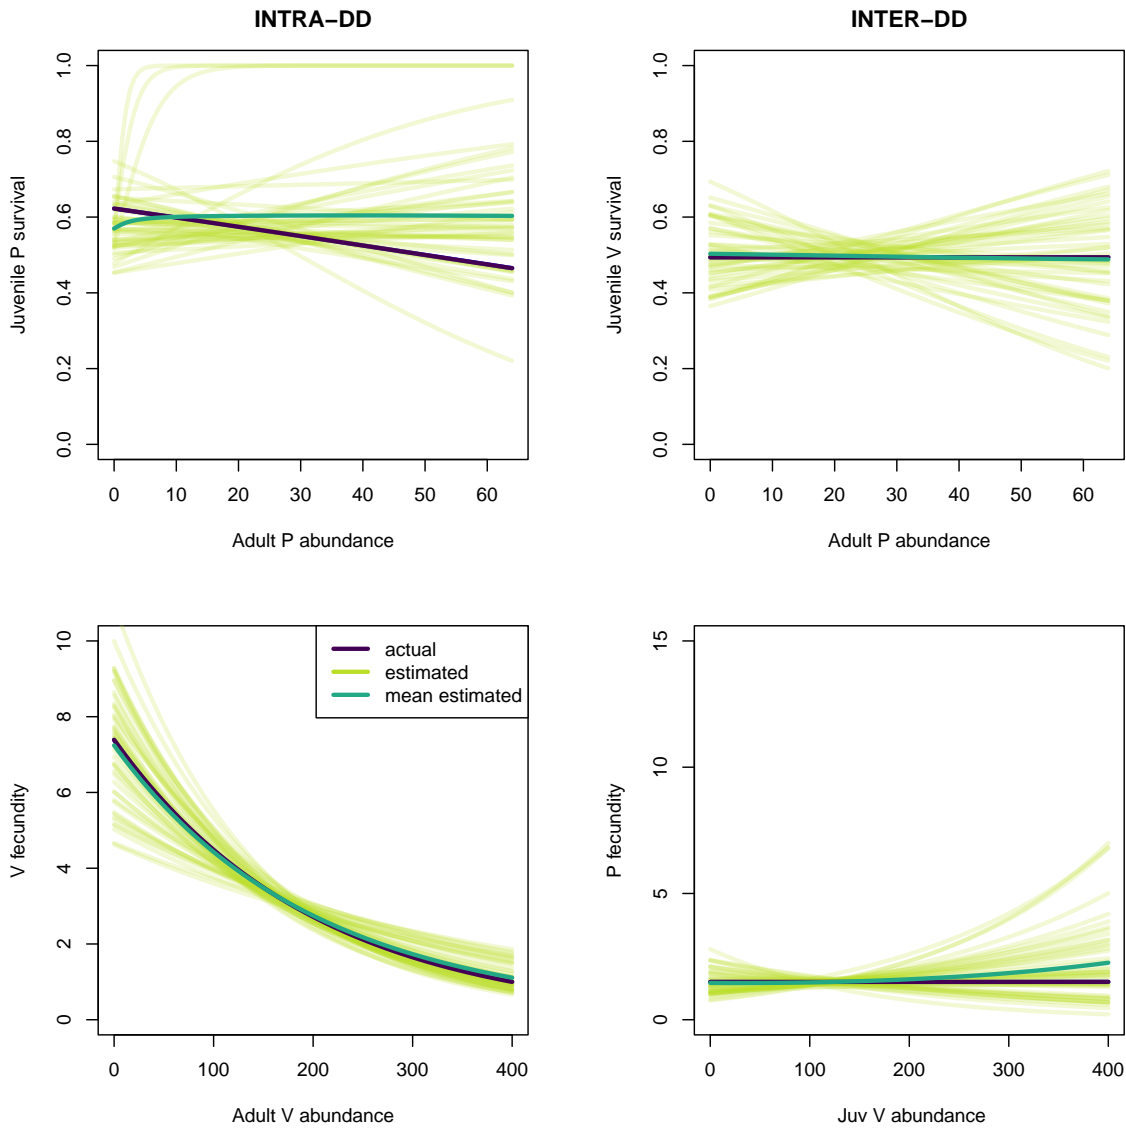 INTRA−DD
1.0
0.8
0.6
0.4
0.2
0.0
Juvenile P survival
0 10 20 30 40 50 60
Adult P abundance
INTER−DD
1.0
0.8
0.6
0.4
0.2
0.0
Juvenile V survival
0 10 20 30 40 50 60
Adult P abundance
10
8
6
4
2
0
V fecundity
actual
estimated
mean estimated
0 100 200 300 400
Adult V abundance
15
10
5
0
P fecundity
0 100 200 300 400
Juv V abundance